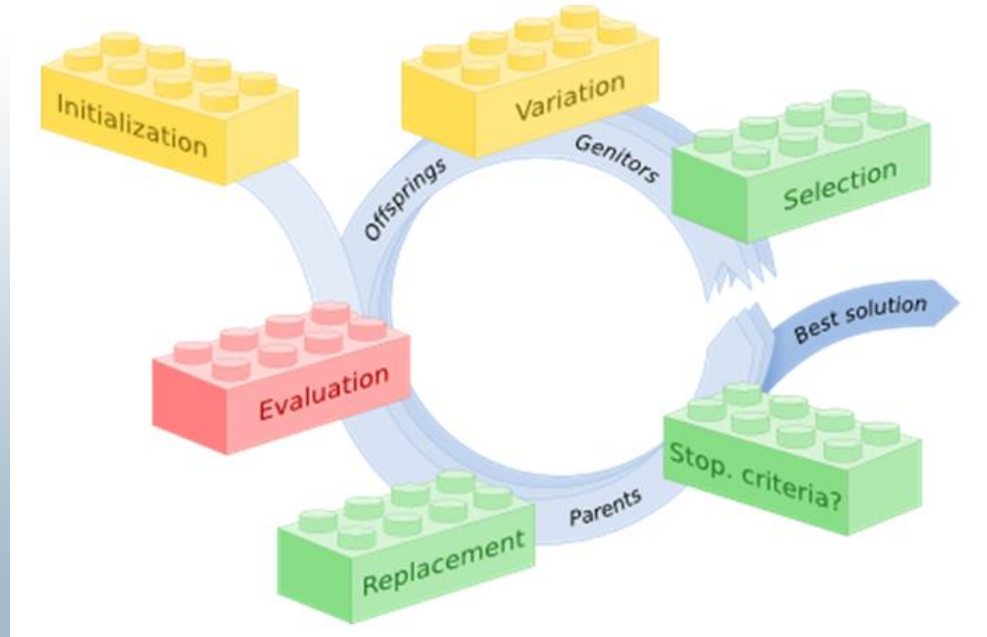 Initialization
Variation
Genitors
Offsprings
Selection
Best solution
Evaluation
Stop. criteria?
Parents
Replacement